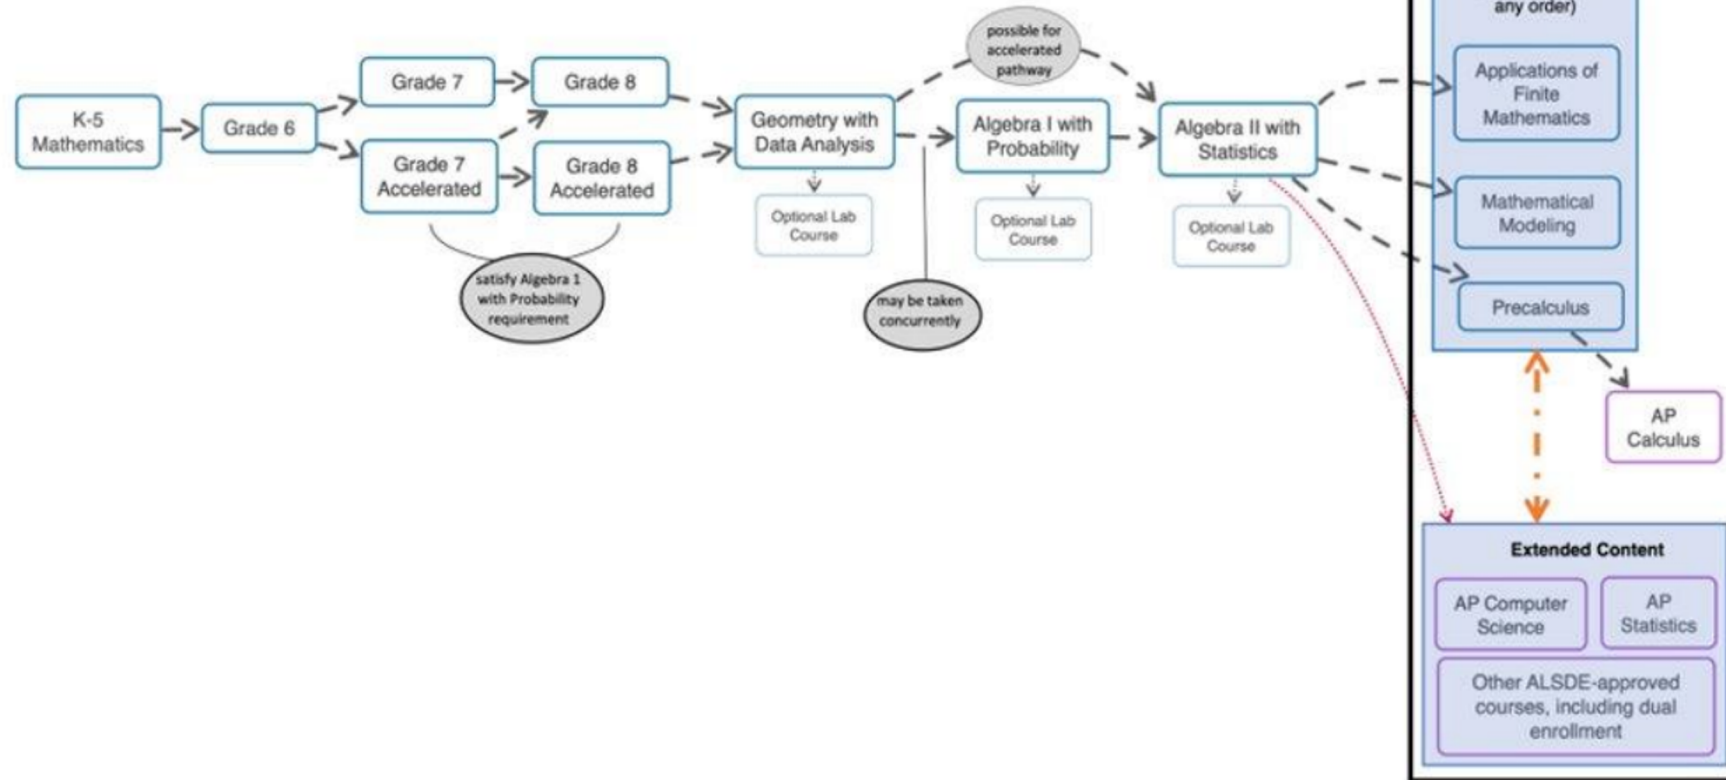 any order)
possible for
accelerated
pathway
K-5
Mathematics
Grade 6
Grade 7
Grade 8
Grade 7
Accelerated
Grade 8
Accelerated
satisfy Algebra 1
with Probability
requirement
Geometry with
Data Analysis
Optional Lab
Course
may be taken
concurrently
Algebra I with
Probability
Optional Lab
Course
Algebra II with
Statistics
Optional Lab
Course
Applications of
Finite
Mathematics
Mathematical
Modeling
Precalculus
AP
Calculus
Extended Content
AP Computer
Science
AP
Statistics
Other ALSDE-approved
courses, including dual
enrollment